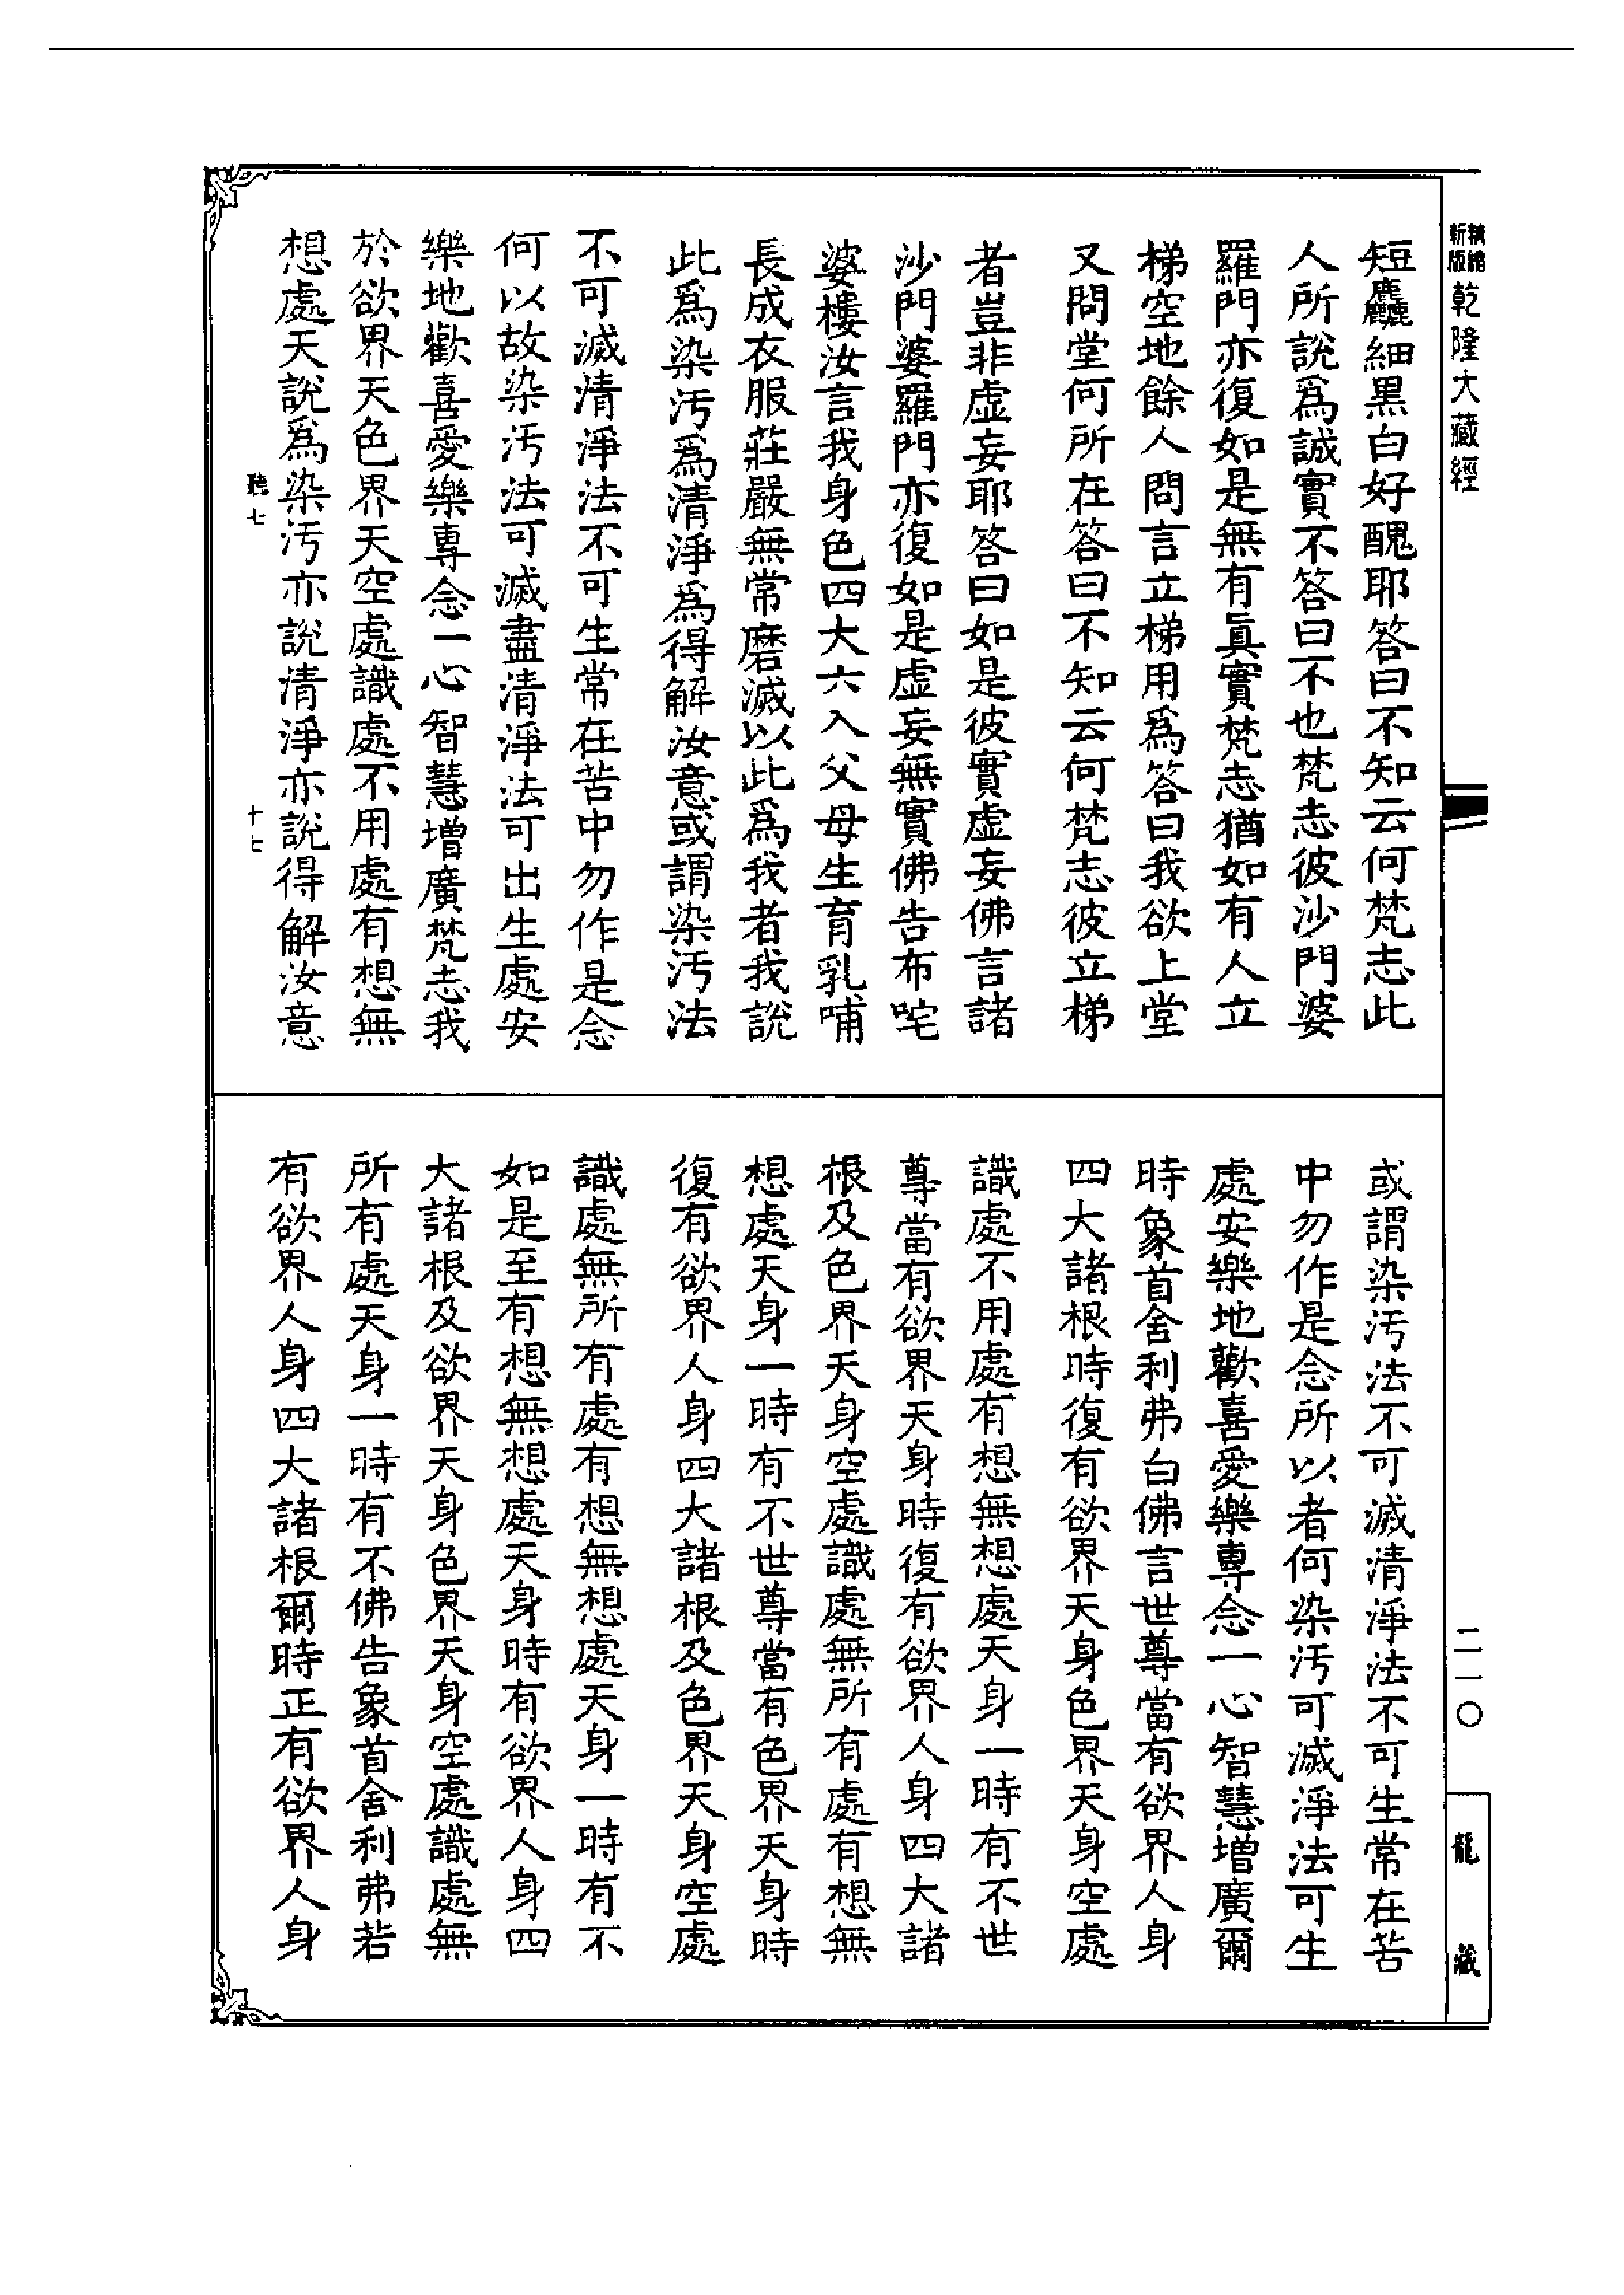 精縮新版乾隆大藏經
二一〇
龍藏
短麤細黑白好醜耶答曰不知云何梵志此
人所說爲誠實不答曰不也梵志彼沙門婆
羅門亦復如是無有眞實梵志猶如有人立
梯空地餘人問言立梯用爲答曰我欲上堂
又問堂何所在答曰不知云何梵志彼立梯
者豈非虛妄耶答曰如是彼實虛妄佛言諸
沙門婆羅門亦復如是虛妄無實佛告布咤
婆樓汝言我身色四大六入父母生育乳哺
長成衣服莊嚴無常磨滅以此爲我者我說
此爲染汚爲清淨爲得解汝意或謂染汚法
不可滅清淨法不可生常在苦中勿作是念
何以故染汚法可滅盡清淨法可出生處安
樂地歡喜愛樂專念一心智慧增廣梵志我
於欲界天色界天空處識處不用處有想無
想處天說爲染汚亦說清淨亦說得解汝意
聽七
十七
或謂染汚法不可滅清淨法不可生常在苦
中勿作是念所以者何染汚可滅淨法可生
處安樂地歡喜愛樂專念一心智慧增廣爾
時象首舍利弗白佛言世尊當有欲界人身
四大諸根時復有欲界天身色界天身空處
識處不用處有想無想處天身一時有不世
尊當有欲界天身時復有欲界人身四大諸
根及色界天身空處識處無所有處有想無
想處天身一時有不世尊當有色界天身時
復有欲界人身四大諸根及色界天身空處
識處無所有處有想無想處天身一時有不
如是至有想無想處天身時有欲界人身四
大諸根及欲界天身色界天身空處識處無
所有處天身一時有不佛告象首舍利弗若
有欲界人身四大諸根爾時正有欲界人身